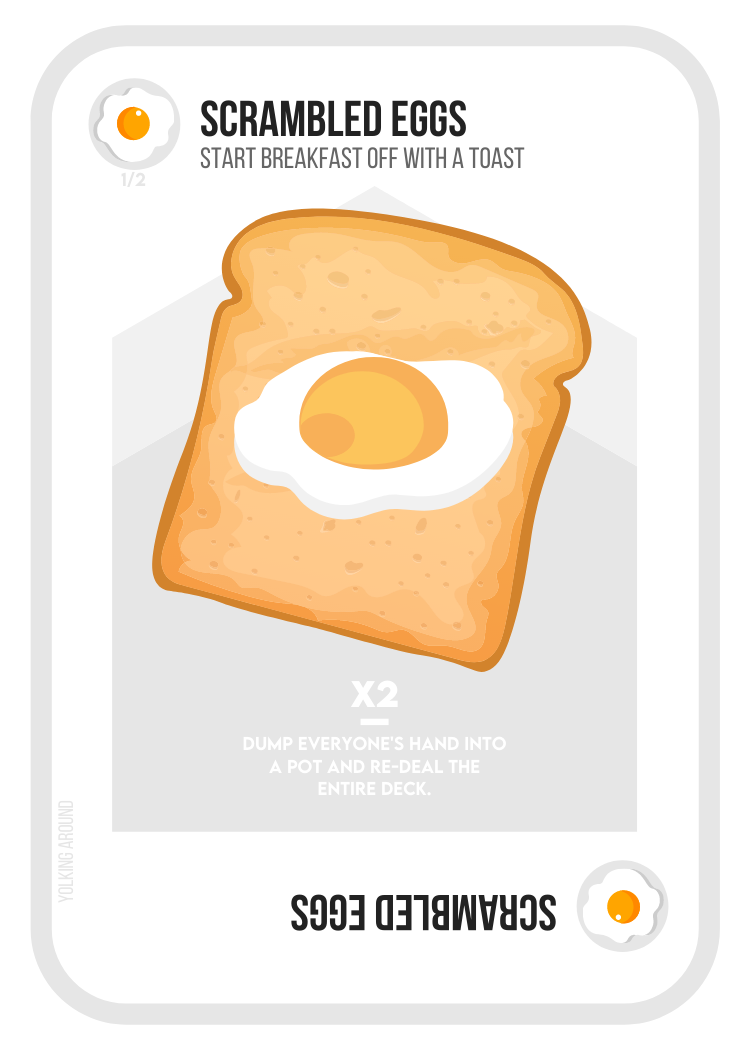 SCRAMBLED EGGS
START BREAKFAST OFF WITH A TOAST
1/2
X2
DUMP EVERYONE'S HAND INTO
A POT AND RE-DEAL THE
ENTIRE DECK.
YOLKING AROUND
SCRAMBLED EGGS